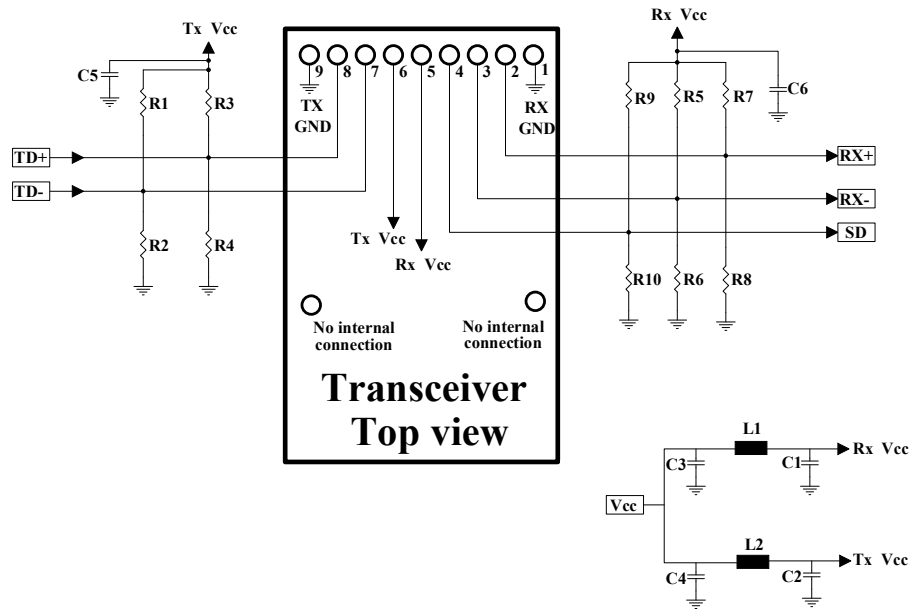 Tx Vcc
C5
R1
R3
TD+
TD-
R2
R4
9 8 7 6 5 4 3 2 1
TX
GND
RX
GND
Tx Vcc
Rx Vcc
No internal
connection
No internal
connection
Transceiver
Top view
Rx Vcc
C6
R9
R5
R7
RX+
RX-
SD
R10
R6
R8
Vcc
C3
L1
C1
Rx Vcc
C4
L2
C2
Tx Vcc